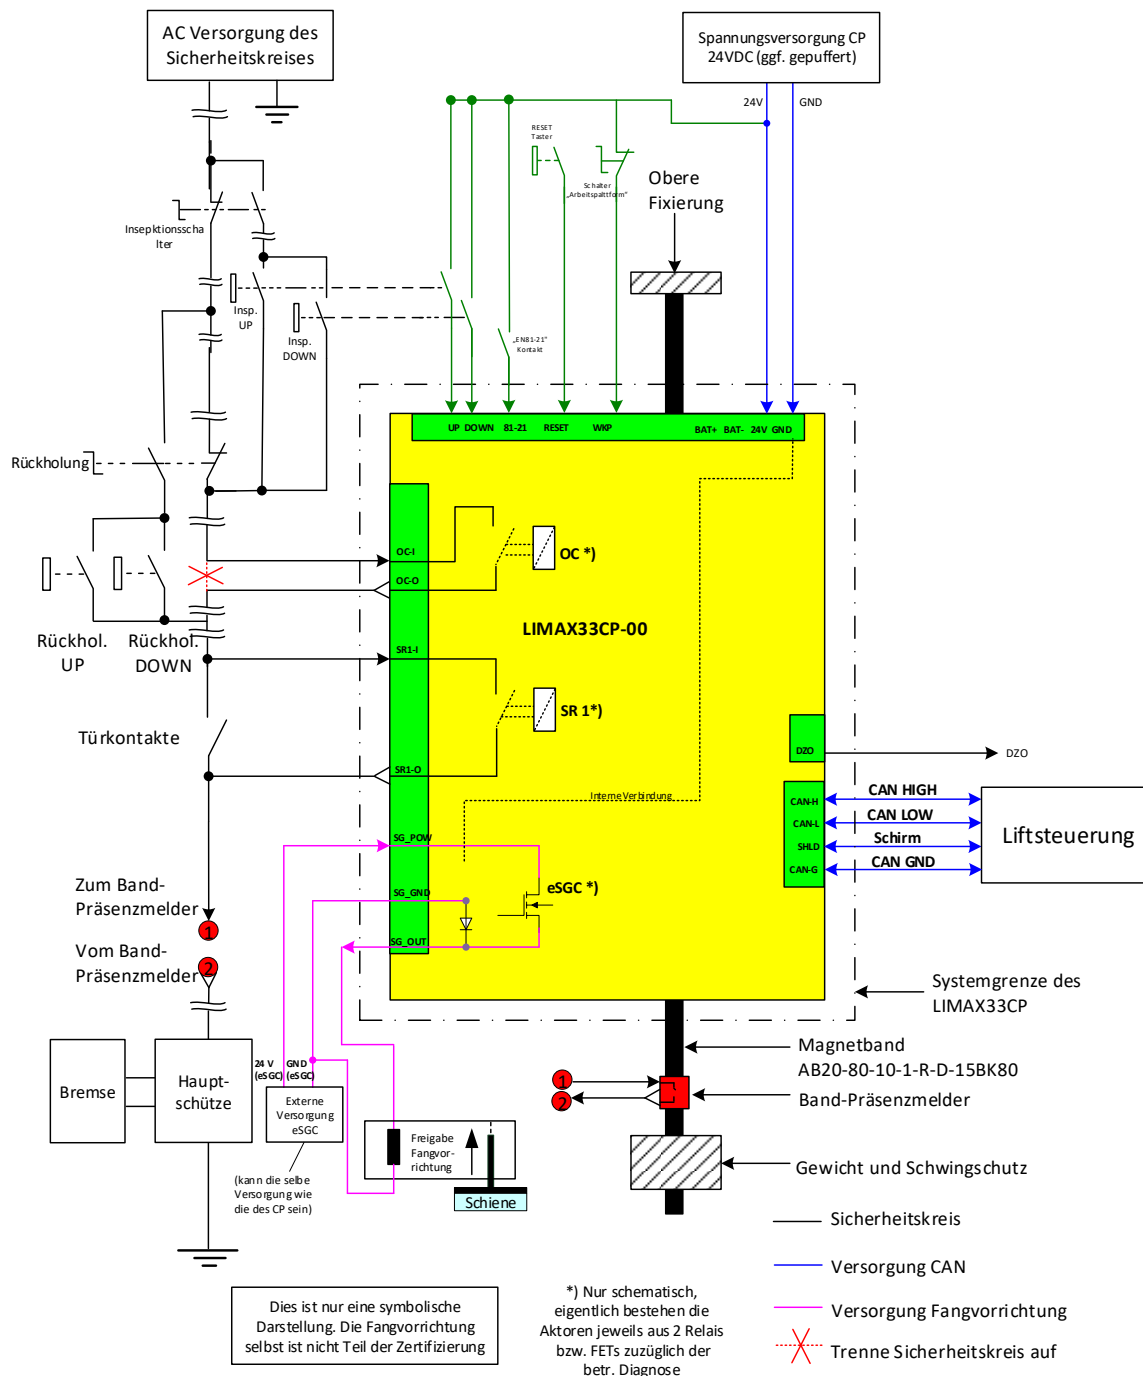 AC Versorgung des
Sicherheitskreises
Spannungsversorgung CP
24VDC (ggf. gepuffert)
24V
GND
RESET
Taster
Schalter
„Arbeitspaltform“
Obere
Fixierung
Insepktionsscha
lter
Insp.
UP
Insp.
DOWN
„EN81-21“
Kontakt
UP DOWN 81-21 RESET WKP BAT+ BAT- 24V GND
Rückholung
OC-I
OC *)
OC-O
LIMAX33CP-00
Rückhol.
UP
Rückhol.
DOWN
SR1-I
SR 1*)
Türkontakte
SR1-O
DZO
DZO
Interne Verbindung
CAN-H
CAN HIGH
CAN-L
CAN LOW
SHLD
Schirm
CAN-G
CAN GND
Liftsteuerung
SG_POW
eSGC *)
SG_GND
SG_OUT
Zum Band-
Präsenzmelder
1
Vom Band-
Präsenzmelder
2
Systemgrenze des
LIMAX33CP
Magnetband
AB20-80-10-1-R-D-15BK80
1
2
Band-Präsenzmelder
Bremse
Haupt-
schütze
24 V
(eSGC)
GND
(eSGC)
Externe
Versorgung
eSGC
(kann die selbe
Versorgung wie
die des CP sein)
Freigabe
Fangvor-
richtung
Schiene
Gewicht und Schwingschutz
Sicherheitskreis
Versorgung CAN
Versorgung Fangvorrichtung
Trenne Sicherheitskreis auf
Dies ist nur eine symbolische
Darstellung. Die Fangvorrichtung
selbst ist nicht Teil der Zertifizierung
*) Nur schematisch,
eigentlich bestehen die
Aktoren jeweils aus 2 Relais
bzw. FETs zuzüglich der
betr. Diagnose